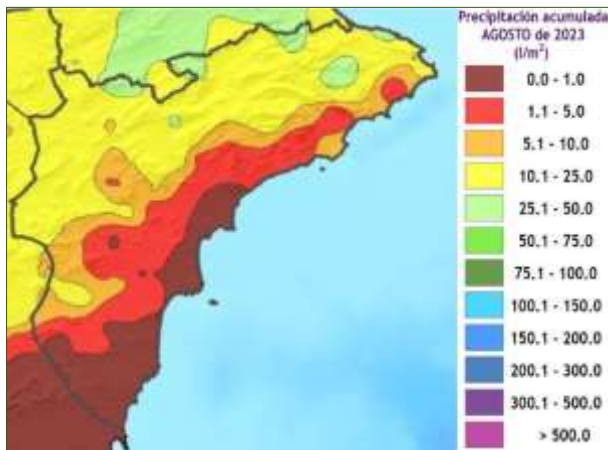 Precipitación acumulada
AGOSTO de 2023
(l/m²)
0.0 - 1.0
1.1 - 5.0
5.1 - 10.0
10.1 - 25.0
25.1 - 50.0
50.1 - 75.0
75.1 - 100.0
100.1 - 150.0
150.1 - 200.0
200.1 - 300.0
300.1 - 500.0
> 500.0